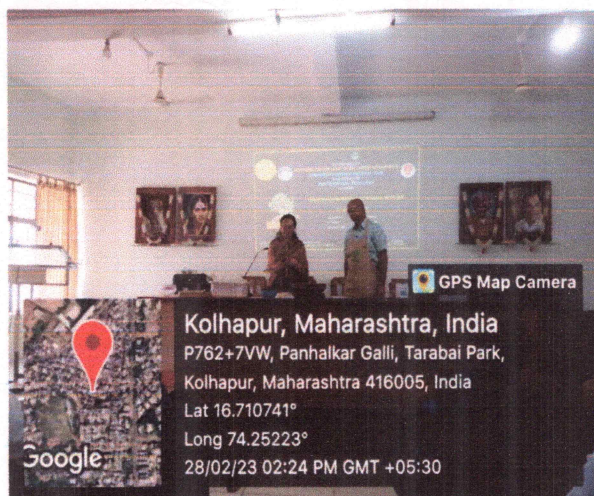 GPS Map Camera
Kolhapur, Maharashtra, India
P762+7VW, Panhalkar Galli, Tarabai Park,
Kolhapur, Maharashtra 416005, India
Lat 16.710741°
Long 74.25223°
28/02/23 02:24 PM GMT +05:30
Google